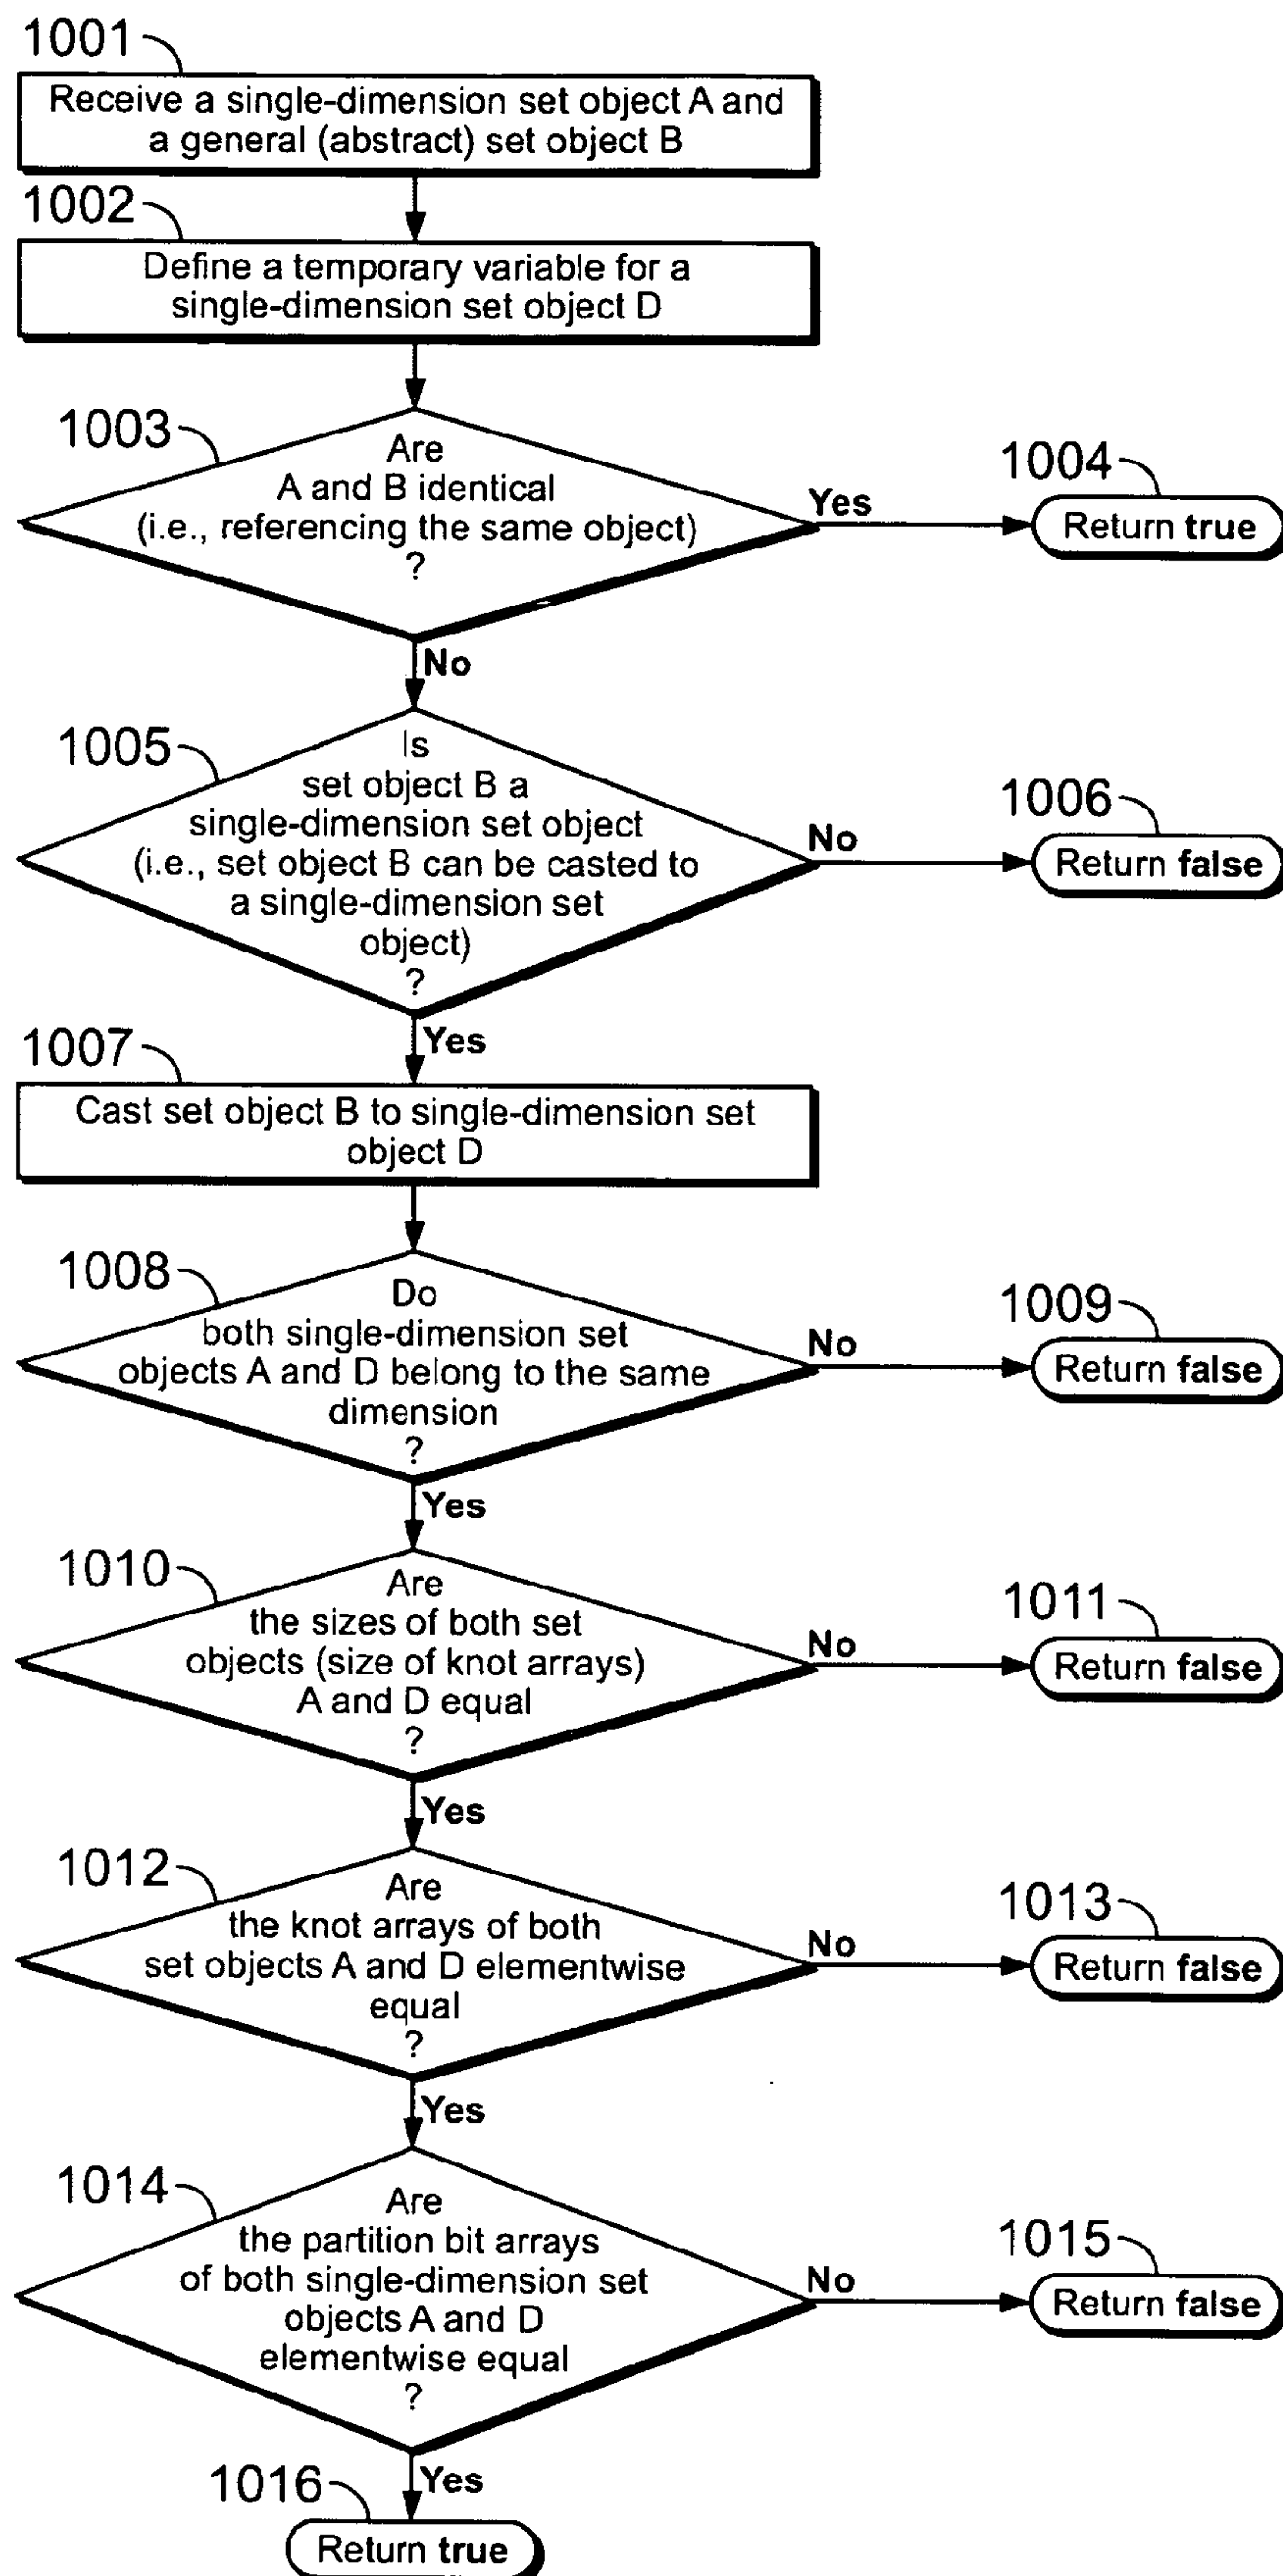 1001
Receive a single-dimension set object A and
a general (abstract) set object B
1002
Define a temporary variable for a
single-dimension set object D
1003
Are
A and B identical
(i.e., referencing the same object)
?
Yes
1004
Return true
No
1005
Is
set object B a
single-dimension set object
(i.e., set object B can be casted to
a single-dimension set
object)
?
No
1006
Return false
Yes
1007
Cast set object B to single-dimension set
object D
1008
Do
both single-dimension set
objects A and D belong to the same
dimension
?
No
1009
Return false
Yes
1010
Are
the sizes of both set
objects (size of knot arrays)
A and D equal
?
No
1011
Return false
Yes
1012
Are
the knot arrays of both
set objects A and D elementwise
equal
?
No
1013
Return false
Yes
1014
Are
the partition bit arrays
of both single-dimension set
objects A and D
elementwise equal
?
No
1015
Return false
Yes
1016
Return true